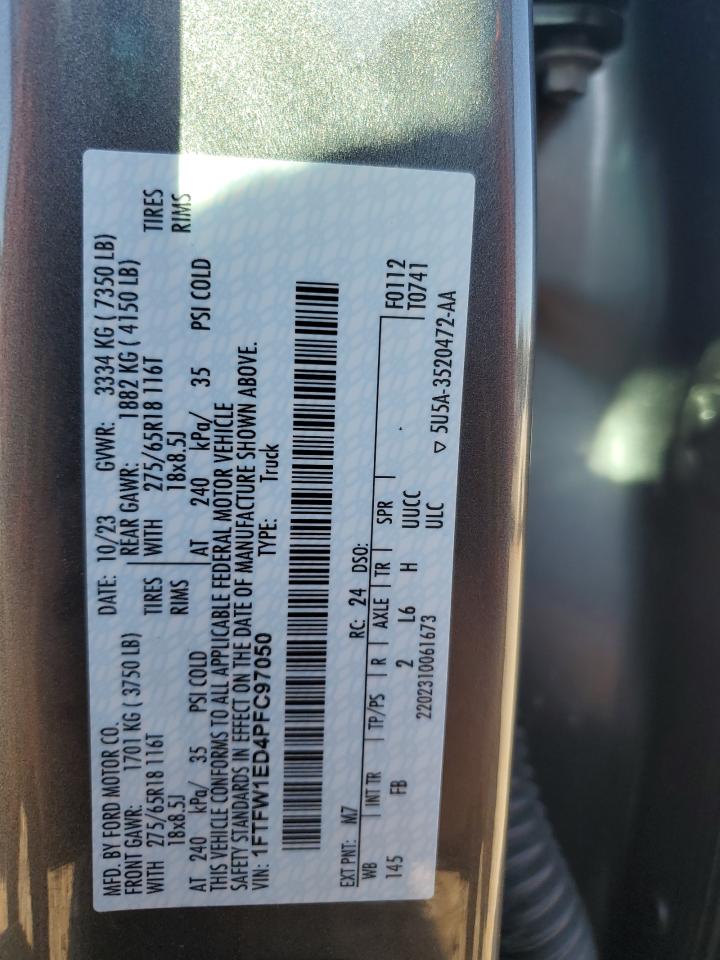 MFD. BY FORD MOTOR CO. DATE: 10/23 GVWR: 3334 KG ( 7350 LB)
FRONT GAWR: 1701 KG ( 3750 LB) REAR GAWR: 1882 KG ( 4150 LB)
WITH 275/65R18 116T TIRES WITH 275/65R18 116T TIRES
18x8.5J RIMS 18x8.5J RIMS
AT 240 kPa/ 35 PSI COLD AT 240 kPa/ 35 PSI COLD
THIS VEHICLE CONFORMS TO ALL APPLICABLE FEDERAL MOTOR VEHICLE
SAFETY STANDARDS IN EFFECT ON THE DATE OF MANUFACTURE SHOWN ABOVE.
VIN: 1FTFW1ED4PFC97050 TYPE: Truck
EXT PNT: M7 RC: 24 DSO: F0112
WB INT TR TP/PS R AXLE TR SPR T0741
145 FB 2 L6 H UUCC
2202310061673 ULC ▽ 5U5A-3520472-AA